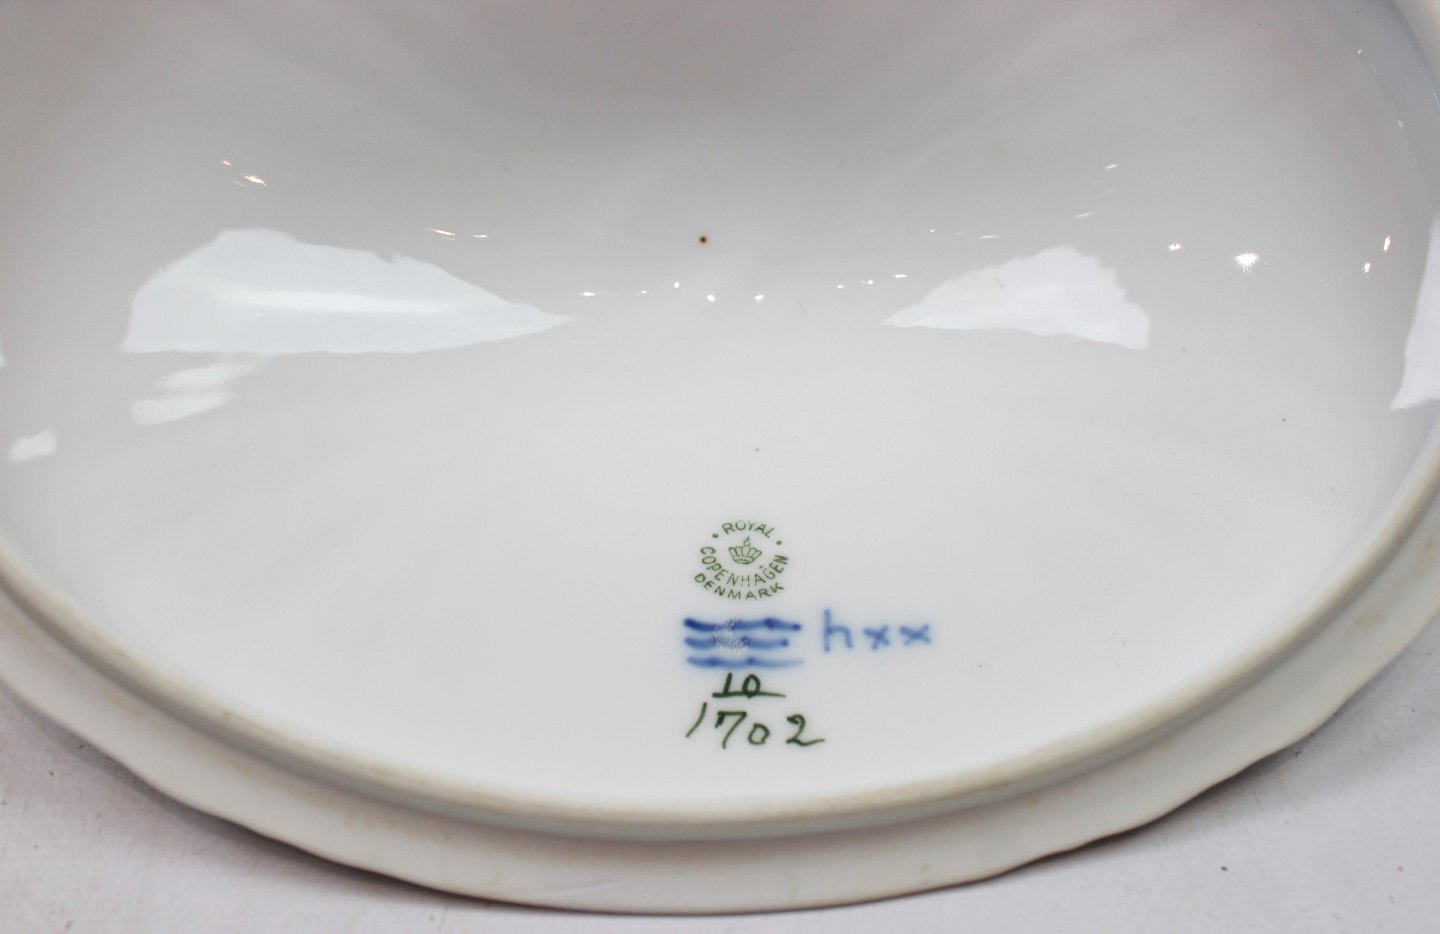 ROYAL
COPENHAGEN
DENMARK
hxx
10
1702